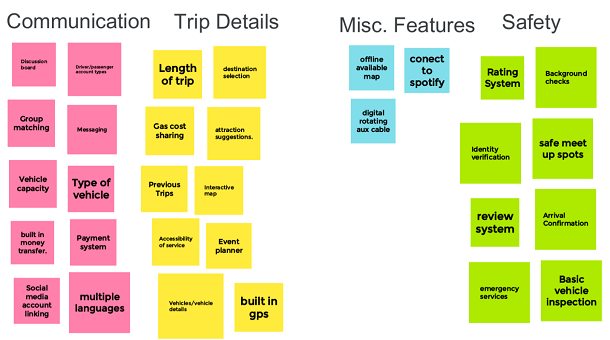 Communication
Trip Details
Misc. Features
Safety
Discussion
board
Driver/passenger
account types
Group
matching
Messaging
Vehicle
capacity
Type of
vehicle
built in
money
transfer.
Payment
system
Social
media
account
linking
multiple
languages
Length
of trip
destination
selection
Gas cost
sharing
attraction
suggestions.
Previous
Trips
Interactive
map
Accessibility
of service
Event
planner
Vehicles/vehicle
details
built in
gps
offline
available
map
conect
to
spotify
digital
rotating
aux cable
Rating
System
Background
checks
Identity
verification
safe meet
up spots
review
system
Arrival
Confirmation
emergency
services
Basic
vehicle
inspection